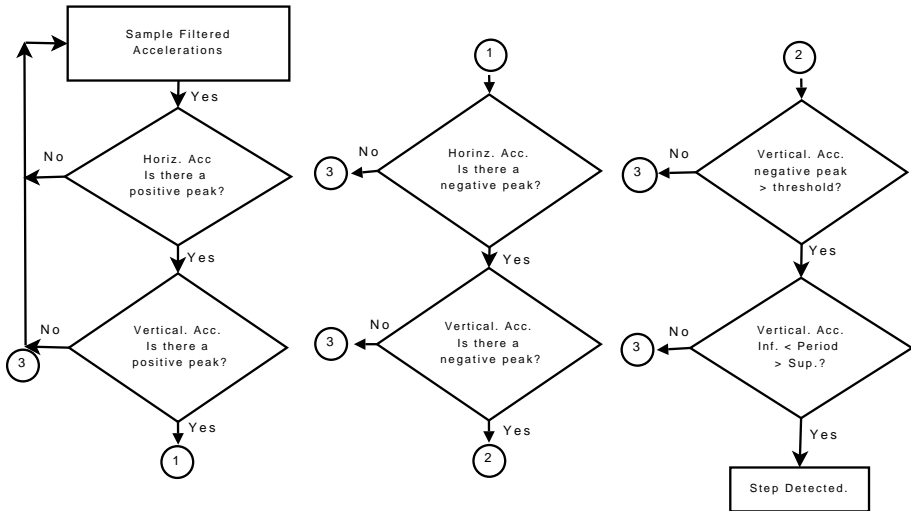 Sample Filtered
Accelerations
Yes
Horiz. Acc
Is there a
positive peak?
No
Yes
Vertical. Acc.
Is there a
positive peak?
No
3
Yes
1
1
Horinz. Acc.
Is there a
negative peak?
No
3
Yes
Vertical. Acc.
Is there a
negative peak?
No
3
Yes
2
2
Vertical. Acc.
negative peak
> threshold?
No
3
Yes
Vertical. Acc.
Inf. < Period
> Sup.?
No
3
Yes
Step Detected.